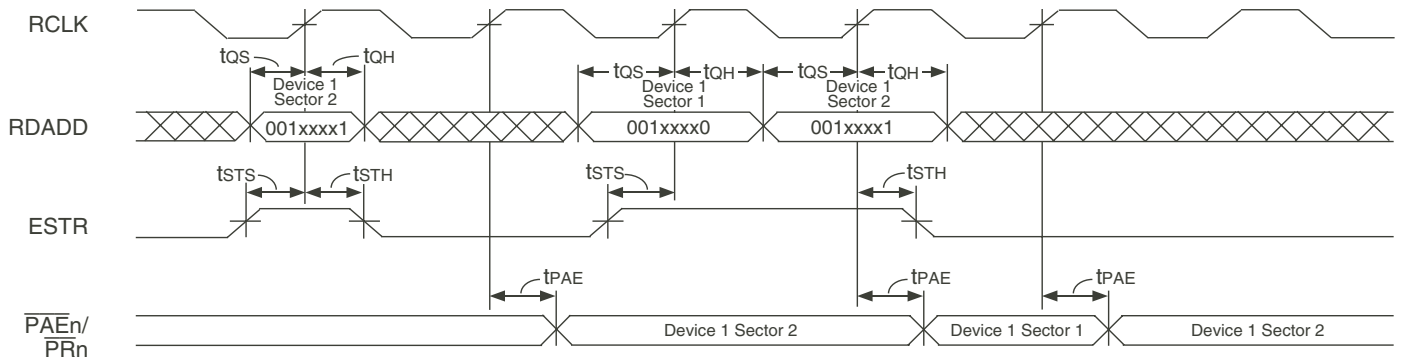 RCLK
tQS
tQH
tQS
tQH
tQS
tQH
Device 1
Sector 2
Device 1
Sector 1
Device 1
Sector 2
RDADD
001xxxx1
001xxxx0
001xxxx1
tSTS
tSTH
tSTS
tSTH
ESTR
tPAE
tPAE
tPAE
PAEn/
PRn
Device 1 Sector 2
Device 1 Sector 1
Device 1 Sector 2